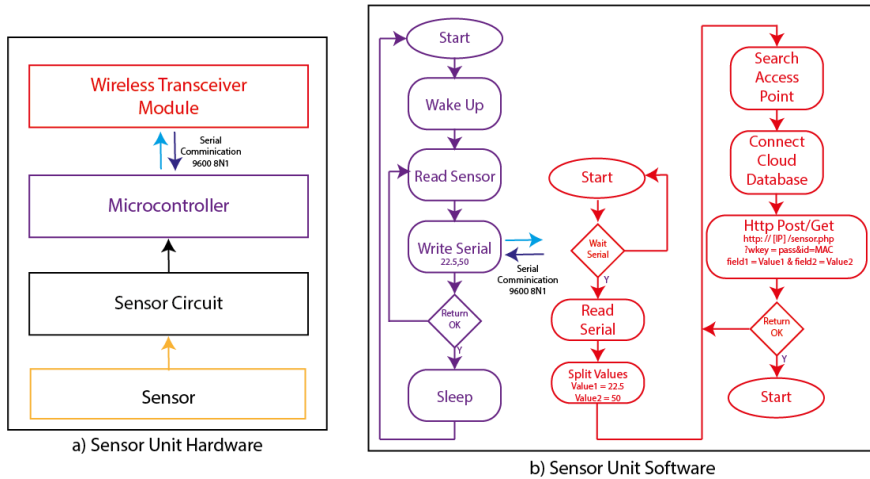 Wireless Transceiver
Module
Serial
Comminication
9600 8N1
Microcontroller
Sensor Circuit
Sensor
a) Sensor Unit Hardware
Start
Wake Up
Read Sensor
Write Serial
22.5,50
Return
OK
Y
Sleep
Serial
Comminication
9600 8N1
Start
Wait
Serial
Y
Read
Serial
Split Values
Value1 = 22.5
Value2 = 50
Search
Access
Point
Connect
Cloud
Database
Http Post/Get
http: // [IP] /sensor.php
?wkey = pass&id=MAC
field1 = Value1 & field2 = Value2
Return
OK
Y
Start
b) Sensor Unit Software